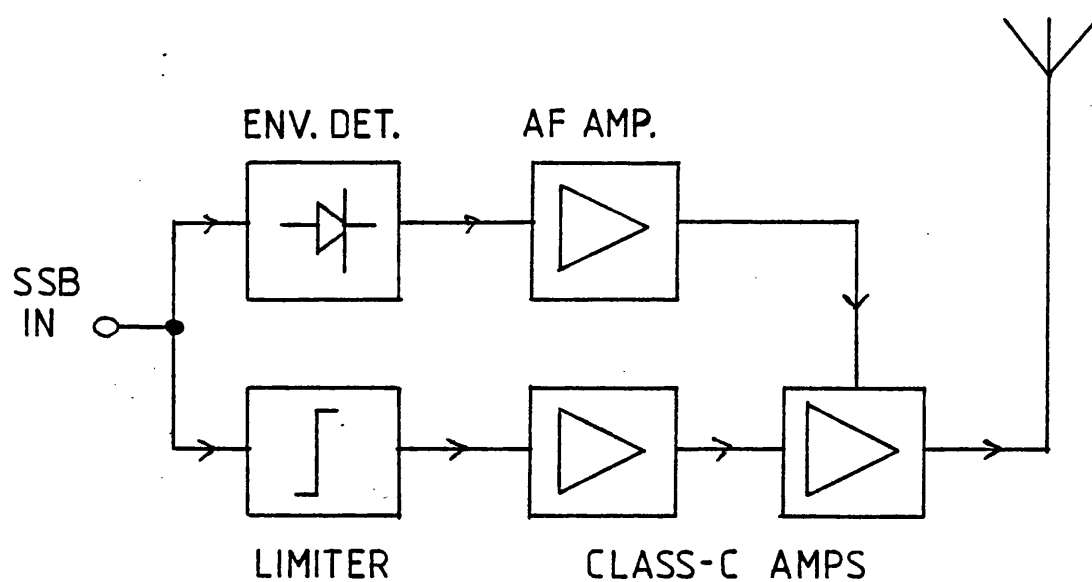 ENV. DET.
AF AMP.
SSB
IN
LIMITER
CLASS-C AMPS